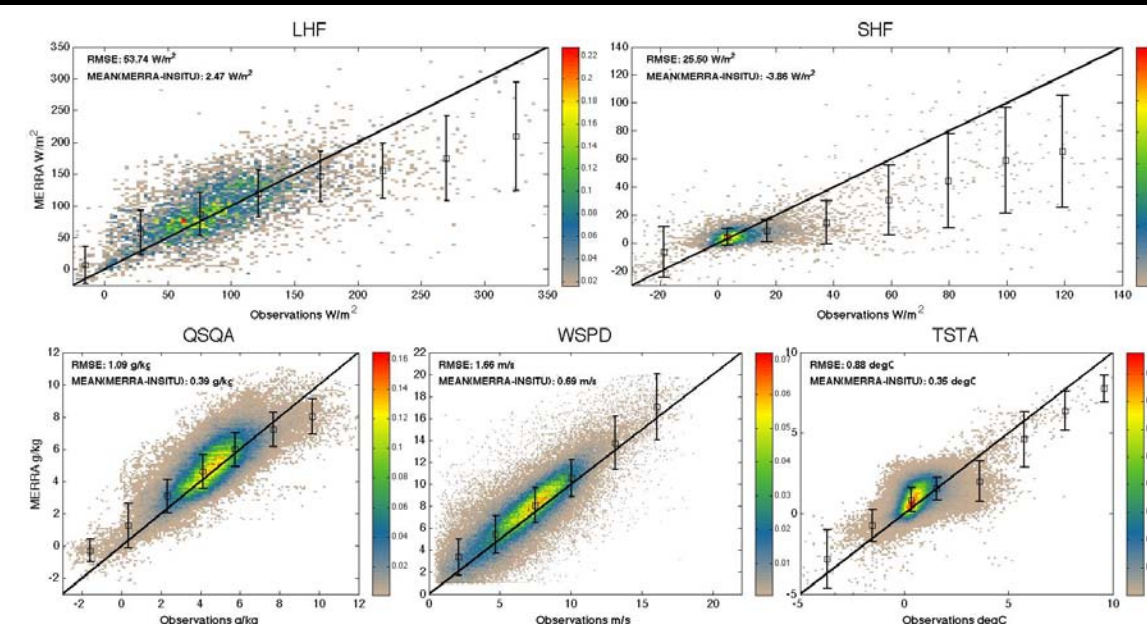 LHF
RMSE: 53.74 W/m²
MEAN(MERRA-INSITU): 2.47 W/m²
350
300
250
200
150
100
50
0
MERRA W/m²
0 50 100 150 200 250 300 350
Observations W/m²
0.22
0.20
0.18
0.16
0.14
0.12
0.10
0.08
0.06
0.04
0.02
SHF
RMSE: 25.50 W/m²
MEAN(MERRA-INSITU): -3.86 W/m²
140
120
100
80
60
40
20
0
-20
-20 0 20 40 60 80 100 120 140
Observations W/m²
QSQA
RMSE: 1.09 g/kg
MEAN(MERRA-INSITU): 0.39 g/kg
12
10
8
6
4
2
0
-2
MERRA g/kg
-2 0 2 4 6 8 10 12
Observations g/kg
0.16
0.14
0.12
0.10
0.08
0.06
0.04
0.02
WSPD
RMSE: 1.66 m/s
MEAN(MERRA-INSITU): 0.69 m/s
22
20
18
16
14
12
10
8
6
4
2
0
0 5 10 15 20
Observations m/s
0.07
0.06
0.05
0.04
0.03
0.02
0.01
TSTA
RMSE: 0.88 degC
MEAN(MERRA-INSITU): 0.35 degC
10
5
0
-5
-5 0 5 10
Observations degC